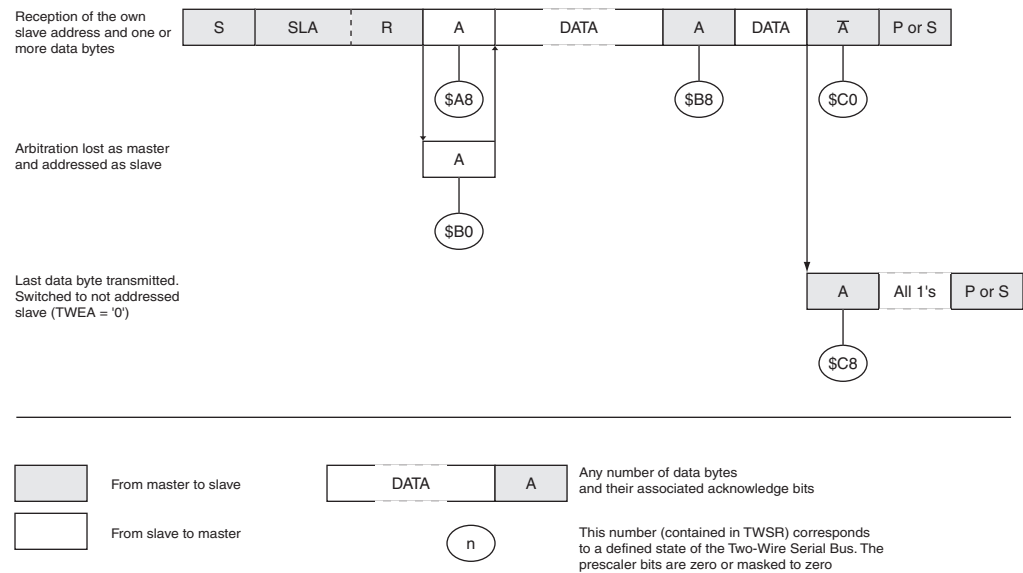 Reception of the own
slave address and one or
more data bytes
S SLA R A DATA A DATA A̅ P or S
$A8 $B8 $C0
Arbitration lost as master
and addressed as slave
A
$B0
Last data byte transmitted.
Switched to not addressed
slave (TWEA = '0')
A All 1's P or S
$C8
From master to slave
DATA A
Any number of data bytes
and their associated acknowledge bits
From slave to master
n
This number (contained in TWSR) corresponds
to a defined state of the Two-Wire Serial Bus. The
prescaler bits are zero or masked to zero